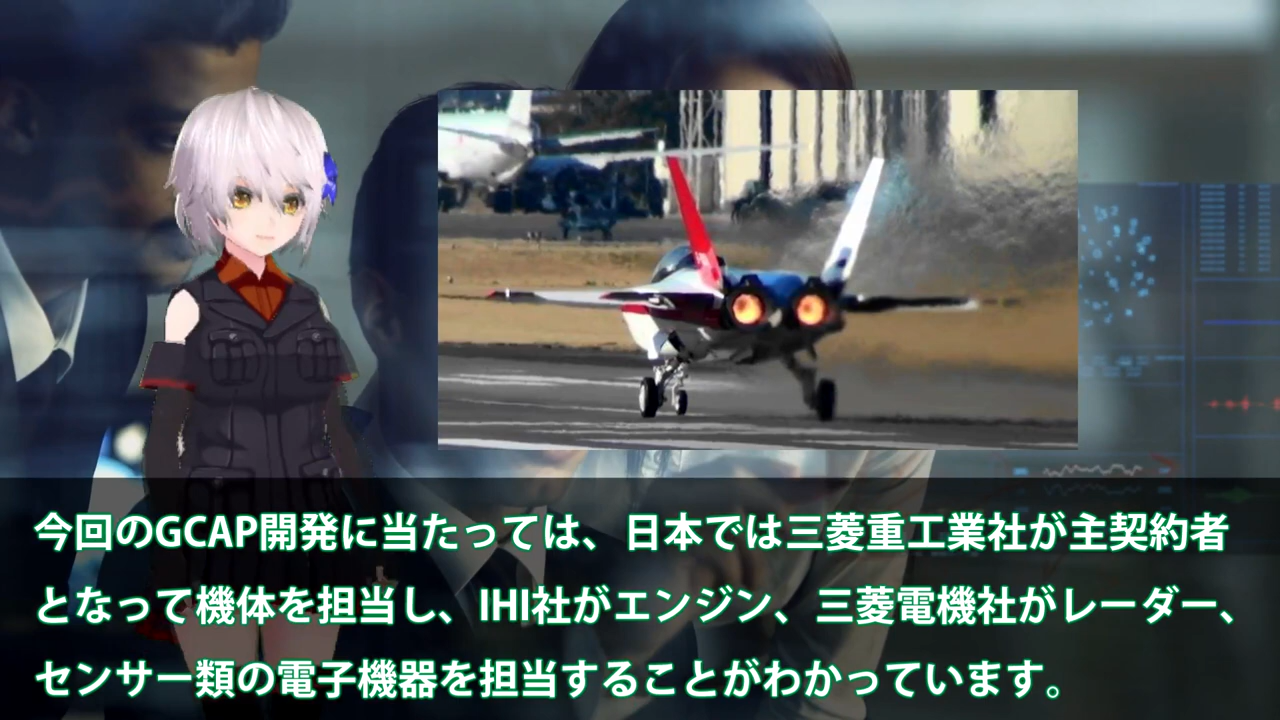 今回のGCAP開発に当たっては、日本では三菱重工業社が主契約者
となって機体を担当し、IHI社がエンジン、三菱電機社がレーダー、
センサー類の電子機器を担当することがわかっています。